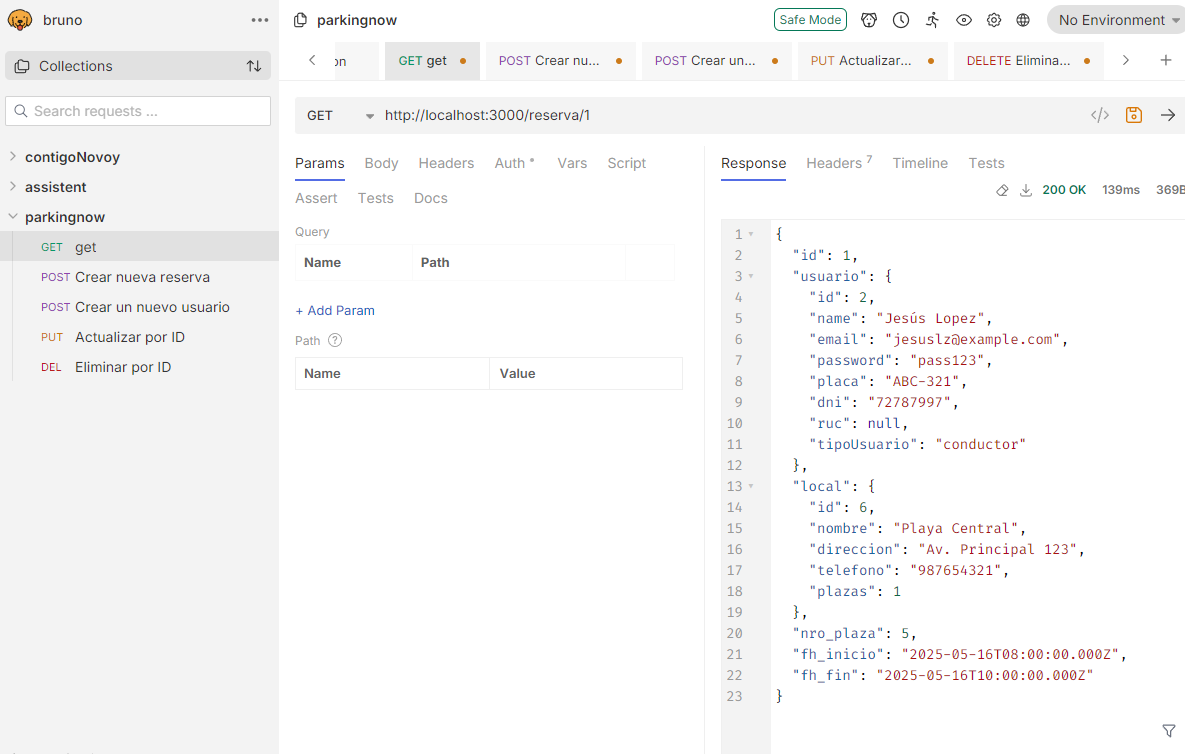 bruno
Collections
Search requests ...
contigoNovoy
assistent
parkingnow
GET get
POST Crear nueva reserva
POST Crear un nuevo usuario
PUT Actualizar por ID
DEL Eliminar por ID
parkingnow
Safe Mode
No Environment
on
GET get
POST Crear nu...
POST Crear un...
PUT Actualizar...
DELETE Elimina...
GET
http://localhost:3000/reserva/1
Params Body Headers Auth * Vars Script
Assert Tests Docs
Query
Name Path
+ Add Param
Path ?
Name Value
Response Headers 7 Timeline Tests
200 OK 139ms 369B
1 {
2 "id": 1,
3 "usuario": {
4 "id": 2,
5 "name": "Jesús Lopez",
6 "email": "jesuslz@example.com",
7 "password": "pass123",
8 "placa": "ABC-321",
9 "dni": "72787997",
10 "ruc": null,
11 "tipoUsuario": "conductor"
12 },
13 "local": {
14 "id": 6,
15 "nombre": "Playa Central",
16 "direccion": "Av. Principal 123",
17 "telefono": "987654321",
18 "plazas": 1
19 },
20 "nro_plaza": 5,
21 "fh_inicio": "2025-05-16T08:00:00.000Z",
22 "fh_fin": "2025-05-16T10:00:00.000Z"
23 }